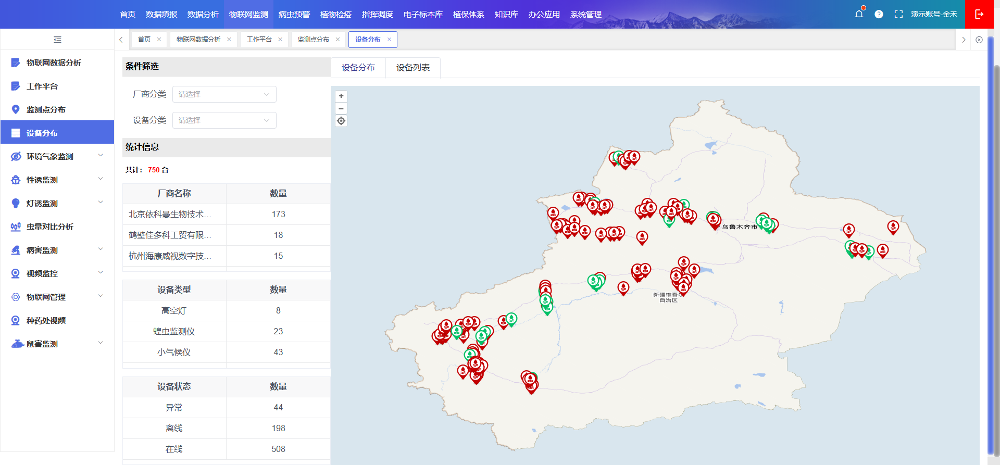 首页 数据填报 数据分析 物联网监测 病虫预警 植物检疫 指挥调度 电子标本库 植保体系 知识库 办公应用 系统管理 演示账号-金禾
首页 物联网数据分析 工作平台 监测点分布 设备分布
物联网数据分析
工作平台
监测点分布
设备分布
环境气象监测
性诱监测
灯诱监测
虫量对比分析
病害监测
视频监控
物联网管理
种药处视频
鼠害监测
条件筛选
厂商分类 请选择
设备分类 请选择
统计信息
共计： 750 台
厂商名称 数量
北京依科曼生物技术... 173
鹤壁佳多科工贸有限... 18
杭州海康威视数字技... 15
设备类型 数量
高空灯 8
蝗虫监测仪 23
小气候仪 43
设备状态 数量
异常 44
离线 198
在线 508
设备分布 设备列表
+
−
乌鲁木齐市
新疆维吾尔
自治区